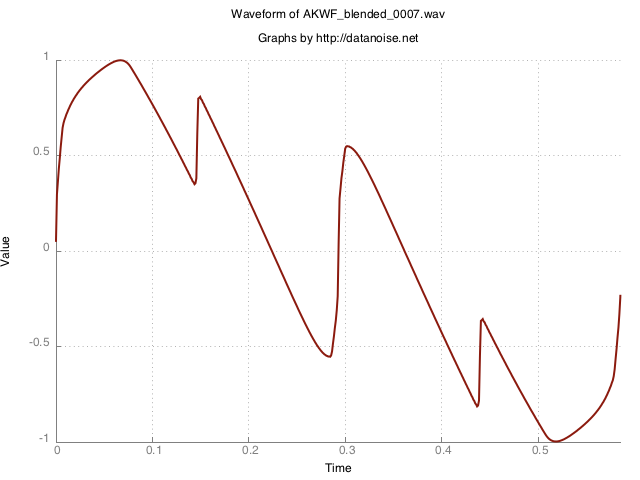 Waveform of AKWF_blended_0007.wav
Graphs by http://datanoise.net
1
0.5
0
-0.5
-1
Value
0
0.1
0.2
0.3
0.4
0.5
Time